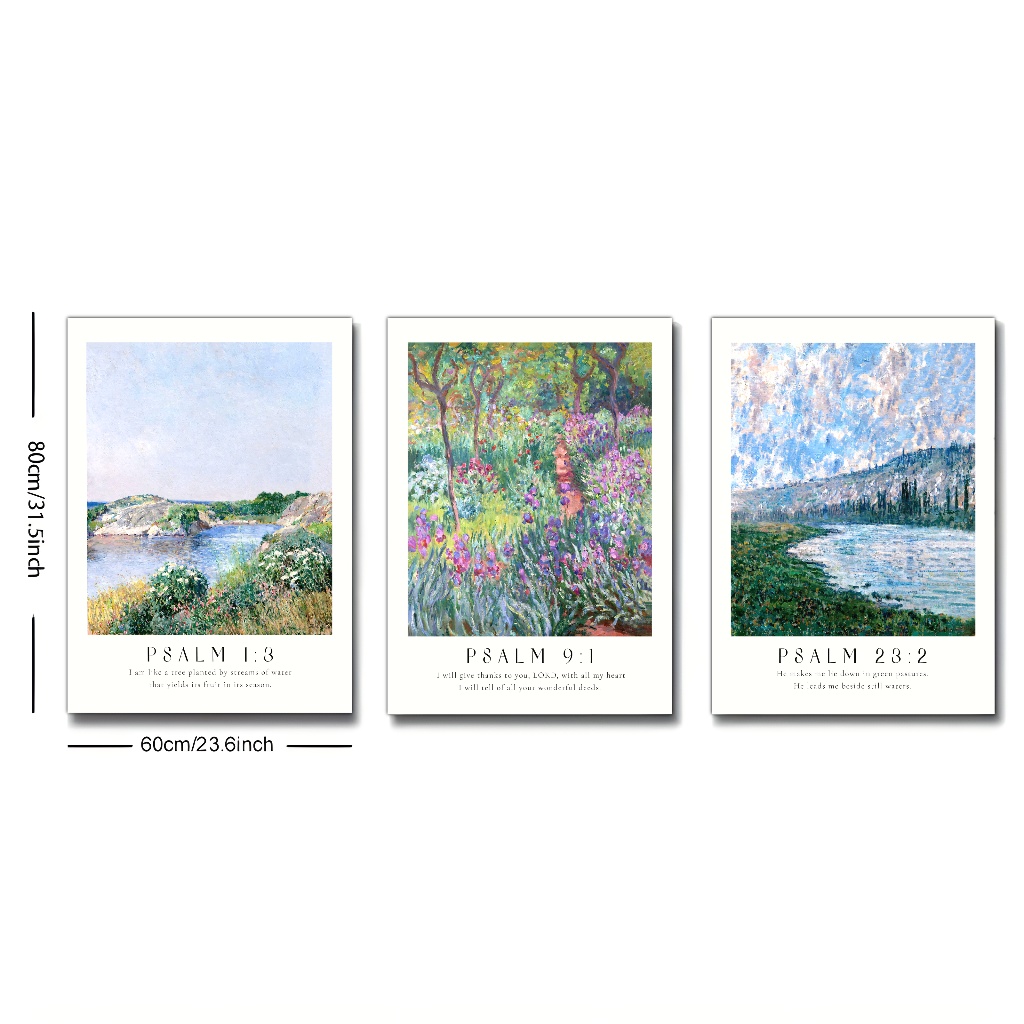 80cm/31.5inch
PSALM 1:3
I am like a tree planted by streams of water
that yields its fruit in its season.
PSALM 9:1
I will give thanks to you, LORD, with all my heart
I will tell of all your wonderful deeds
PSALM 23:2
He makes me lie down in green pastures.
He leads me beside still waters.
60cm/23.6inch